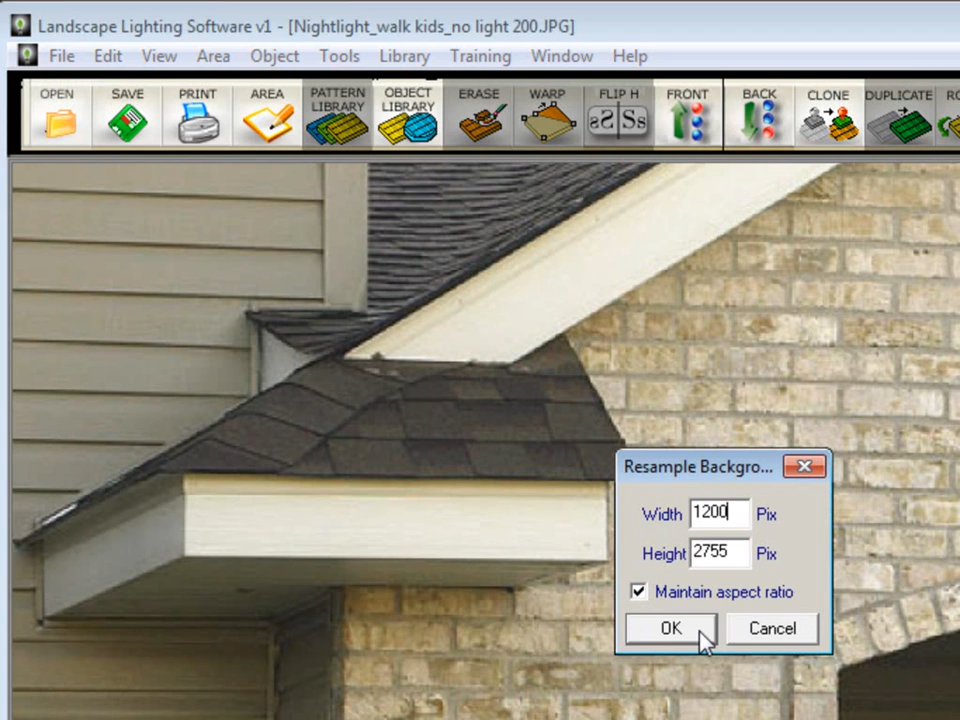 Landscape Lighting Software v1 - [Nightlight_walk kids_no light 200.JPG]
File Edit View Area Object Tools Library Training Window Help
OPEN SAVE PRINT AREA PATTERN LIBRARY OBJECT LIBRARY ERASE WARP FLIP H FRONT BACK CLONE DUPLICATE RO
Resample Backgro...
Width 1200 Pix
Height 2755 Pix
Maintain aspect ratio
OK Cancel